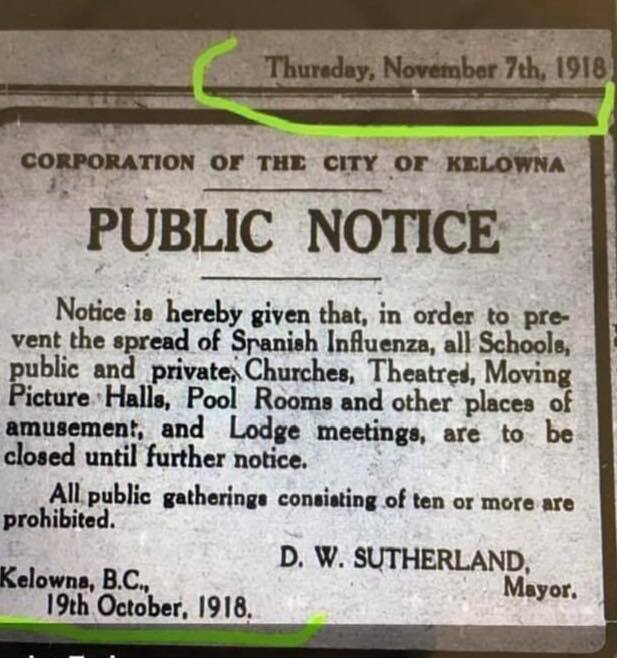 Thursday, November 7th, 1918
CORPORATION OF THE CITY OF KELOWNA
PUBLIC NOTICE
Notice is hereby given that, in order to pre-
vent the spread of Spanish Influenza, all Schools,
public and private, Churches, Theatres, Moving
Picture Halls, Pool Rooms and other places of
amusement, and Lodge meetings, are to be
closed until further notice.
All public gatherings consisting of ten or more are
prohibited.
D. W. SUTHERLAND,
Mayor.
Kelowna, B.C.,
19th October, 1918.